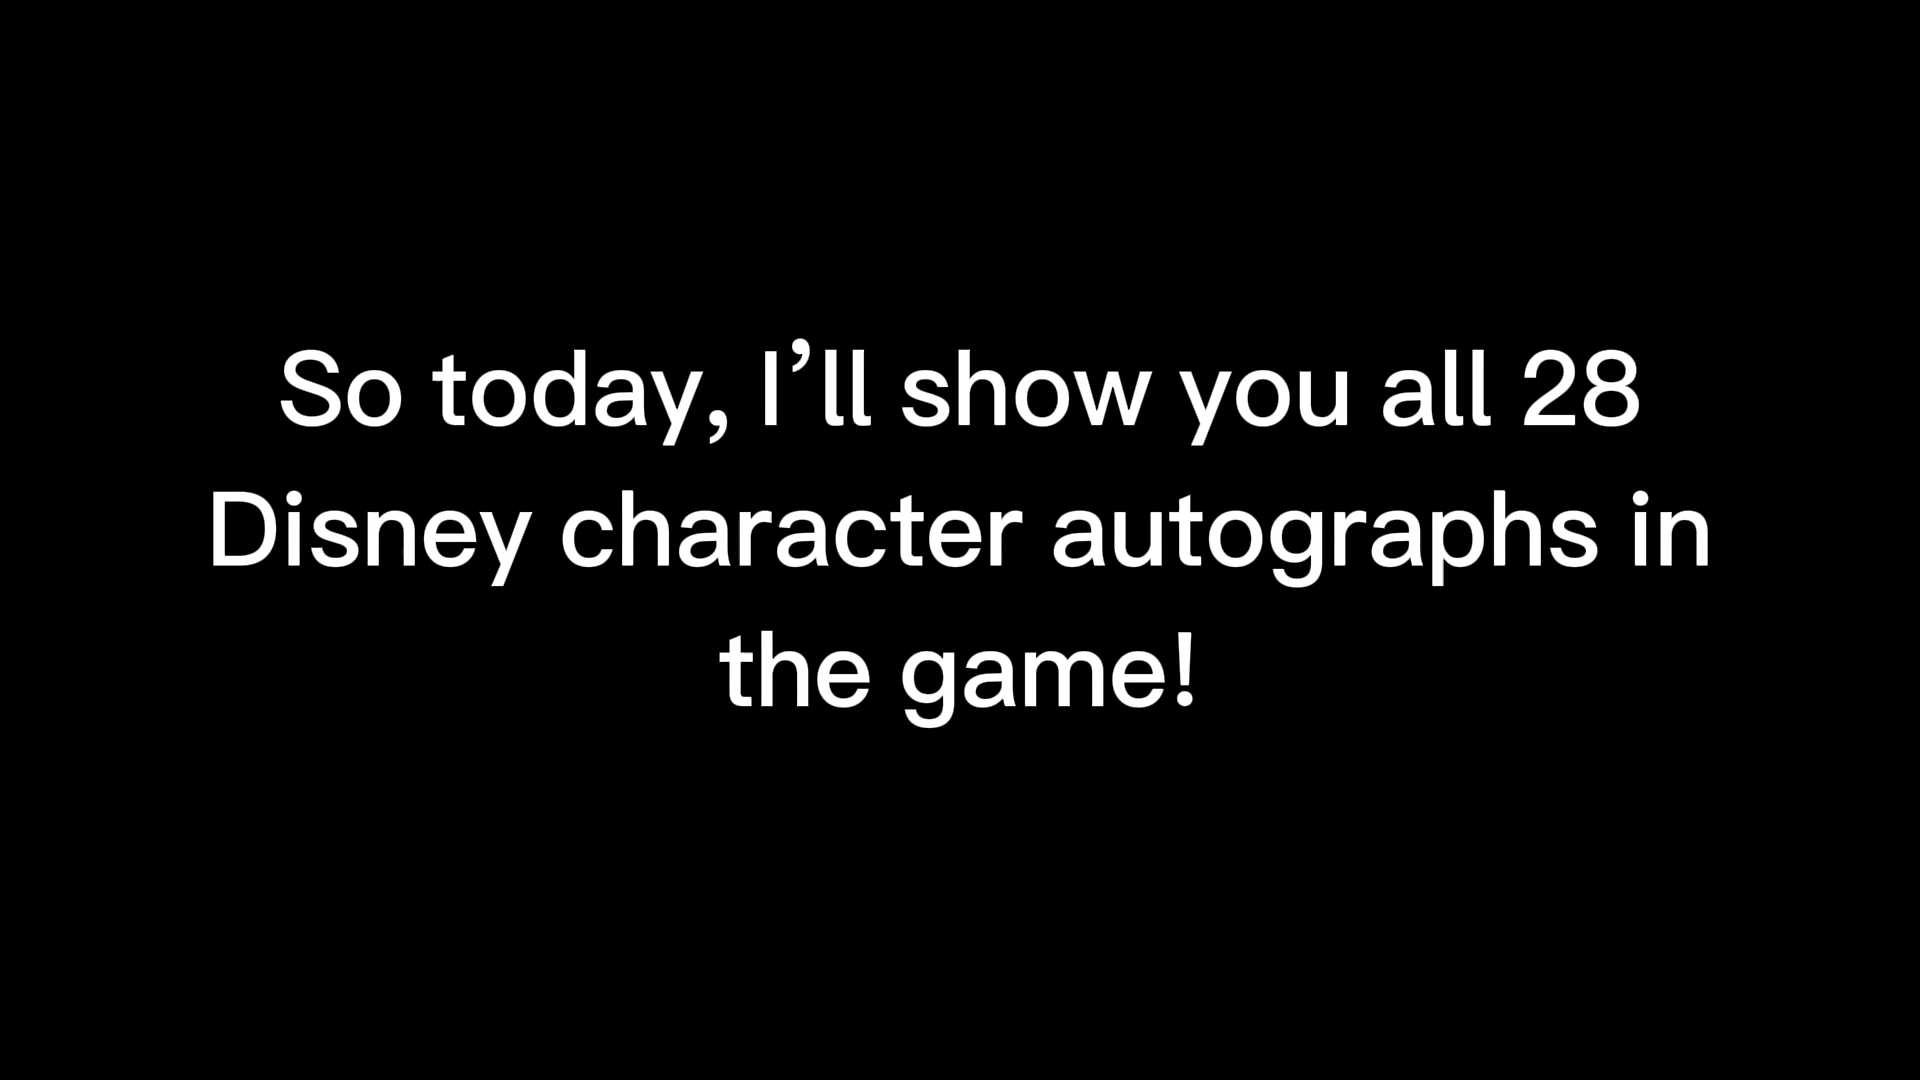 So today, I’ll show you all 28
Disney character autographs in
the game!